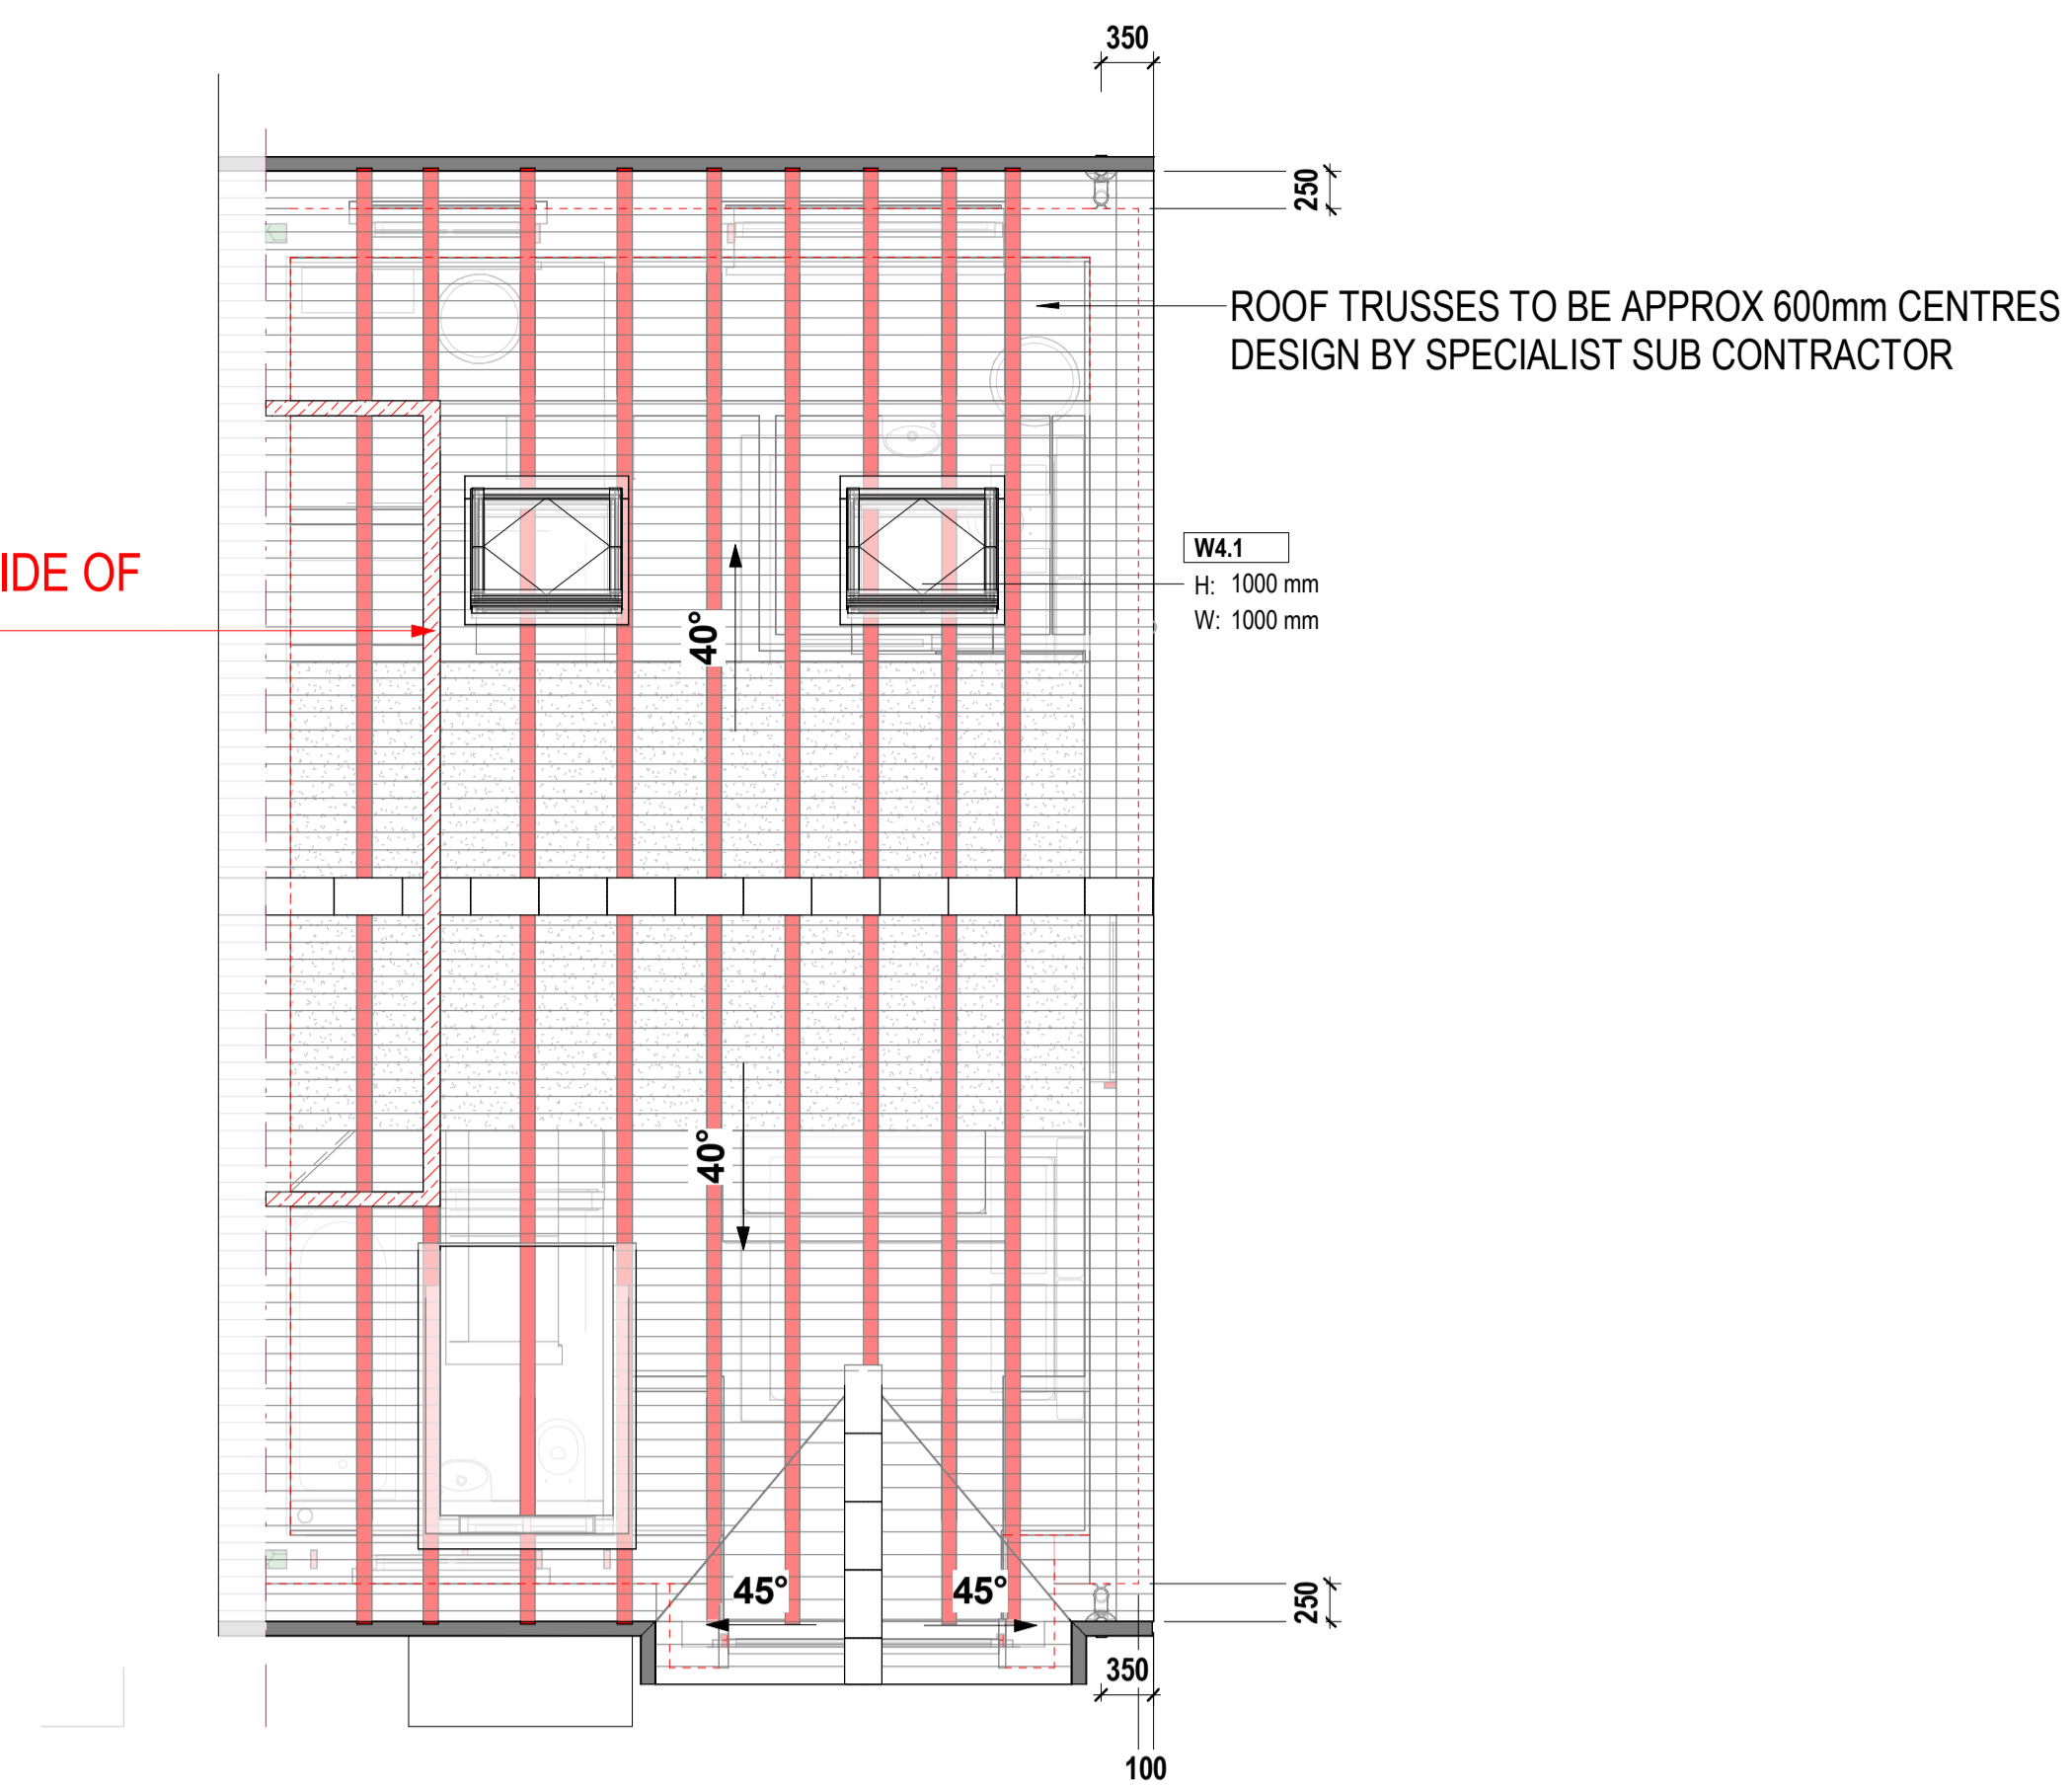 350
250
ROOF TRUSSES TO BE APPROX 600mm CENTRES
DESIGN BY SPECIALIST SUB CONTRACTOR
IDE OF
W4.1
H: 1000 mm
W: 1000 mm
40°
40°
45°
45°
250
350
100